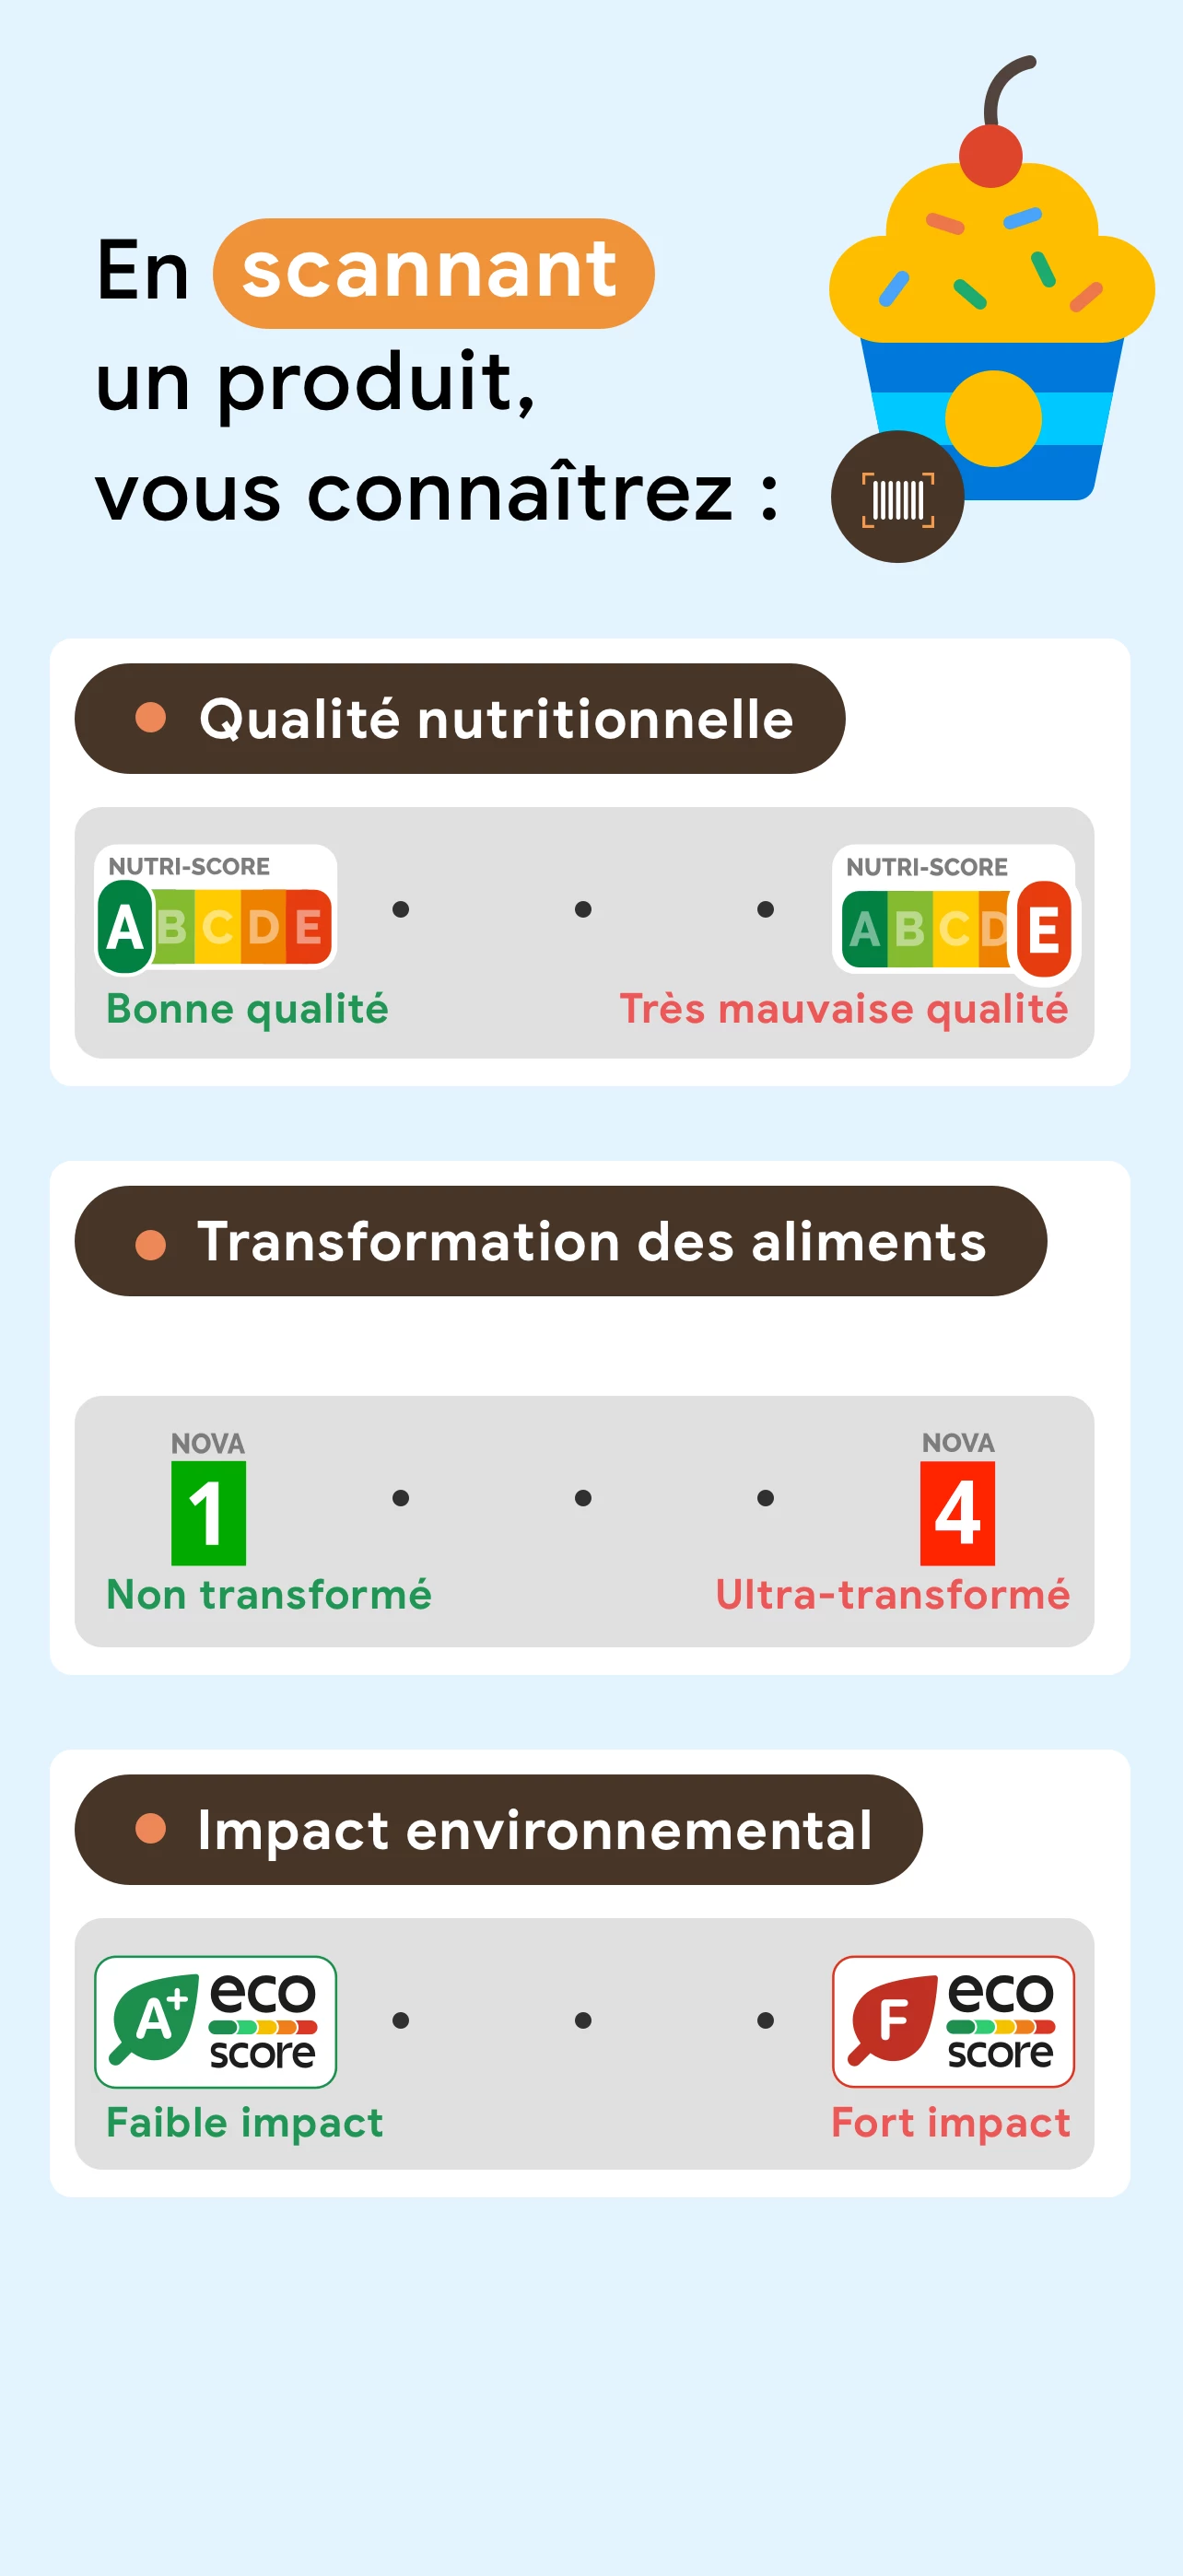 En scannant
un produit,
vous connaîtrez :
Qualité nutritionnelle
NUTRI-SCORE
A B C D E
Bonne qualité
NUTRI-SCORE
A B C D E
Très mauvaise qualité
Transformation des aliments
NOVA
1
Non transformé
NOVA
4
Ultra-transformé
Impact environnemental
A+ eco
score
Faible impact
F eco
score
Fort impact